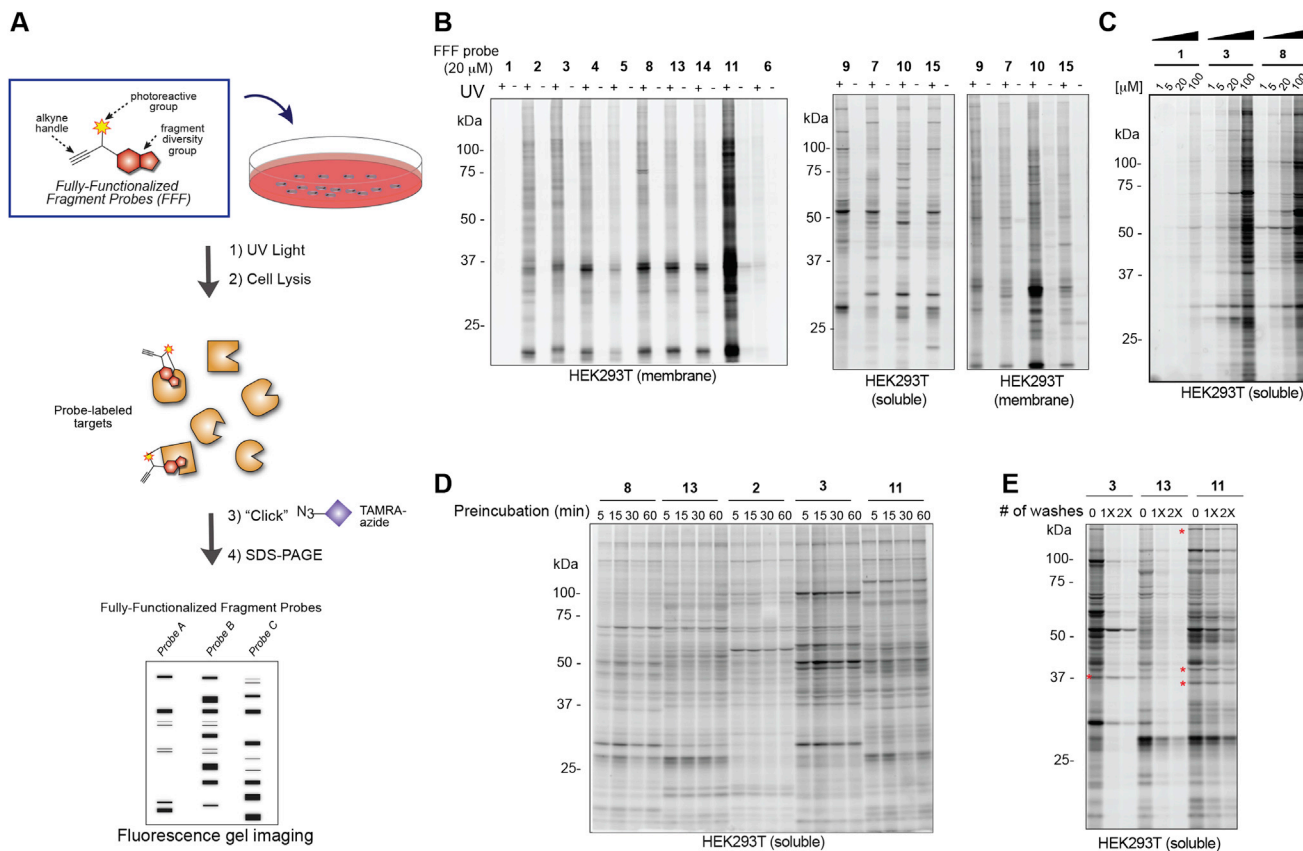 A
photoreactive
group
alkyne
handle
fragment
diversity
group
Fully-Functionalized
Fragment Probes (FFF)
1) UV Light
2) Cell Lysis
Probe-labeled
targets
3) “Click”
N3
TAMRA-
azide
4) SDS-PAGE
Fully-Functionalized Fragment Probes
Probe A
Probe B
Probe C
Fluorescence gel imaging
B
FFF probe
(20 µM)
1 2 3 4 5 8 13 14 11 6
UV
+ - + - + - + - + - + - + - + - + - + -
kDa
100-
75 -
50 -
37 -
25-
HEK293T (membrane)
9 7 10 15
+ - + - + - + -
kDa
100-
75 -
50 -
37 -
25 -
HEK293T
(soluble)
9 7 10 15
+ - + - + - + -
kDa
100-
75 -
50 -
37 -
25 -
HEK293T
(membrane)
C
1 3 8
[µM]
1 5 20 100 1 5 20 100 1 5 20 100
kDa
100-
75 -
50 -
37 -
25-
HEK293T (soluble)
D
8 13 2 3 11
Preincubation (min)
5 15 30 60 5 15 30 60 5 15 30 60 5 15 30 60 5 15 30 60
kDa
100-
75 -
50 -
37 -
25-
HEK293T (soluble)
E
3 13 11
# of washes
0 1X 2X 0 1X 2X 0 1X 2X
kDa
100-
75 -
50 -
37 -
25-
*
*
*
*
HEK293T (soluble)